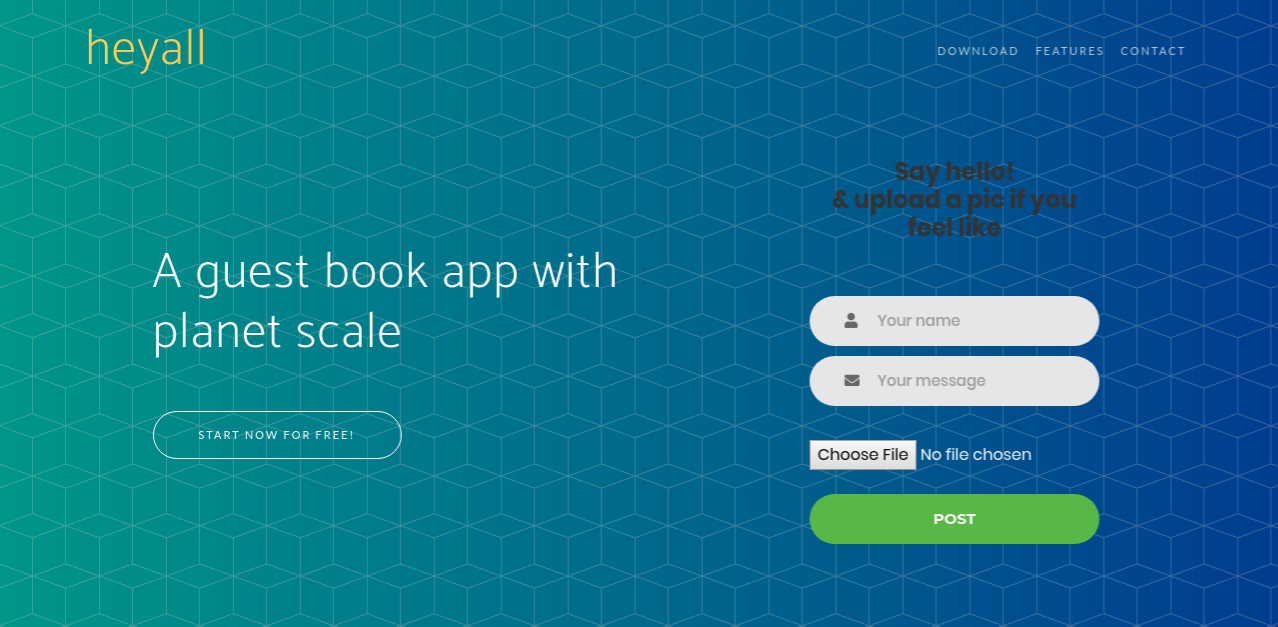 heyall
DOWNLOAD FEATURES CONTACT
A guest book app with
planet scale
START NOW FOR FREE!
Say hello!
& upload a pic if you
feel like
Your name
Your message
Choose File No file chosen
POST